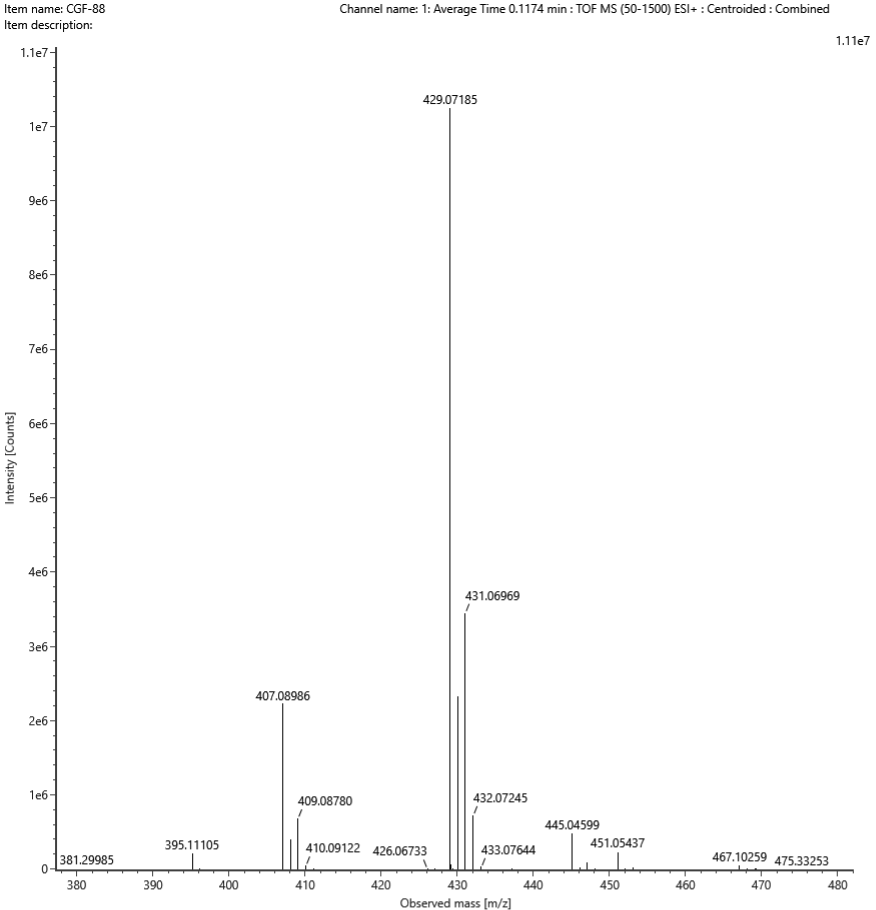 Item name: CGF-88
Channel name: 1: Average Time 0.1174 min : TOF MS (50-1500) ESI+ : Centroided : Combined
Item description:
1.11e7
1.1e7
429.07185
1e7
9e6
8e6
7e6
431.06969
6e6
Intensity [Counts]
5e6
4e6
3e6
407.08986
2e6
409.08780
432.07245
1e6
445.04599
395.11105
410.09122
426.06733
433.07644
451.05437
467.10259
381.29985
475.33253
0
380
390
400
410
420
430
440
450
460
470
480
Observed mass [m/z]